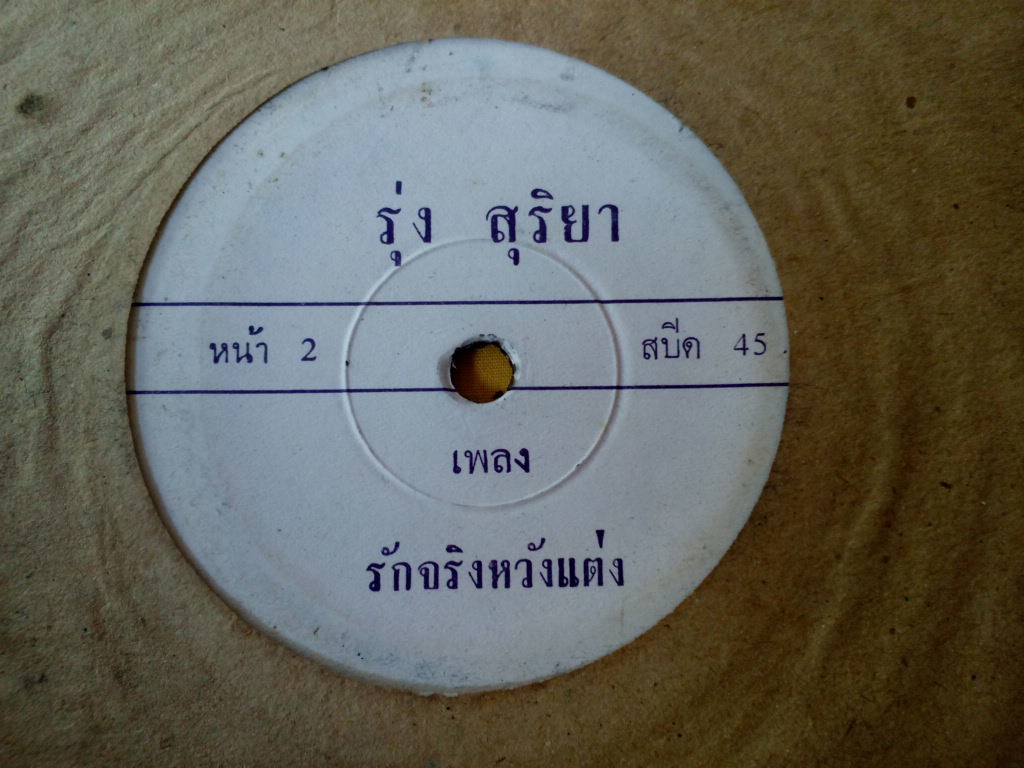 รุ่ง สุริยา
หน้า 2 สปีด 45
เพลง
รักจริงหวังแต่ง